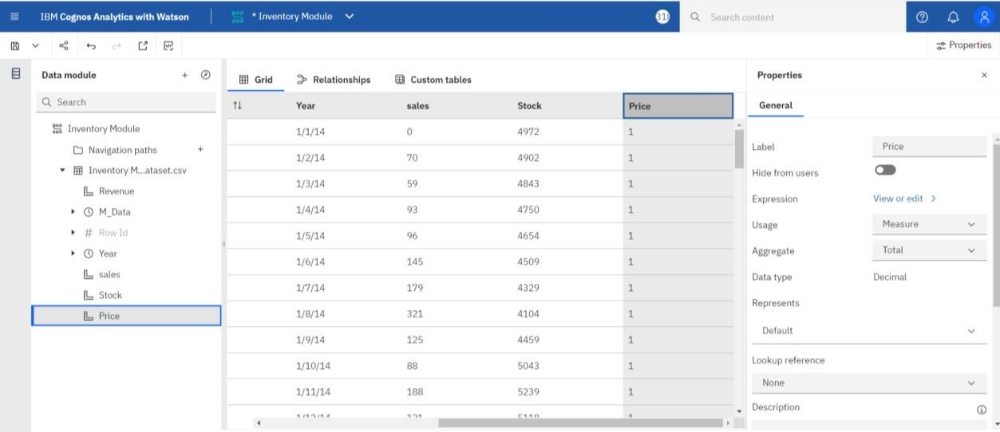 IBM Cognos Analytics with Watson
* Inventory Module
318
Search content
Properties
Data module
Search
Inventory Module
Navigation paths
Inventory M...ataset.csv
Revenue
M_Data
# Row Id
Year
sales
Stock
Price
Grid Relationships Custom tables
Year sales Stock Price
1/1/14 0 4972 1
1/2/14 70 4902 1
1/3/14 59 4843 1
1/4/14 93 4750 1
1/5/14 96 4654 1
1/6/14 145 4509 1
1/7/14 179 4329 1
1/8/14 321 4104 1
1/9/14 125 4459 1
1/10/14 88 5043 1
1/11/14 188 5239 1
Properties
General
Label Price
Hide from users
Expression View or edit
Usage Measure
Aggregate Total
Data type Decimal
Represents
Default
Lookup reference
None
Description